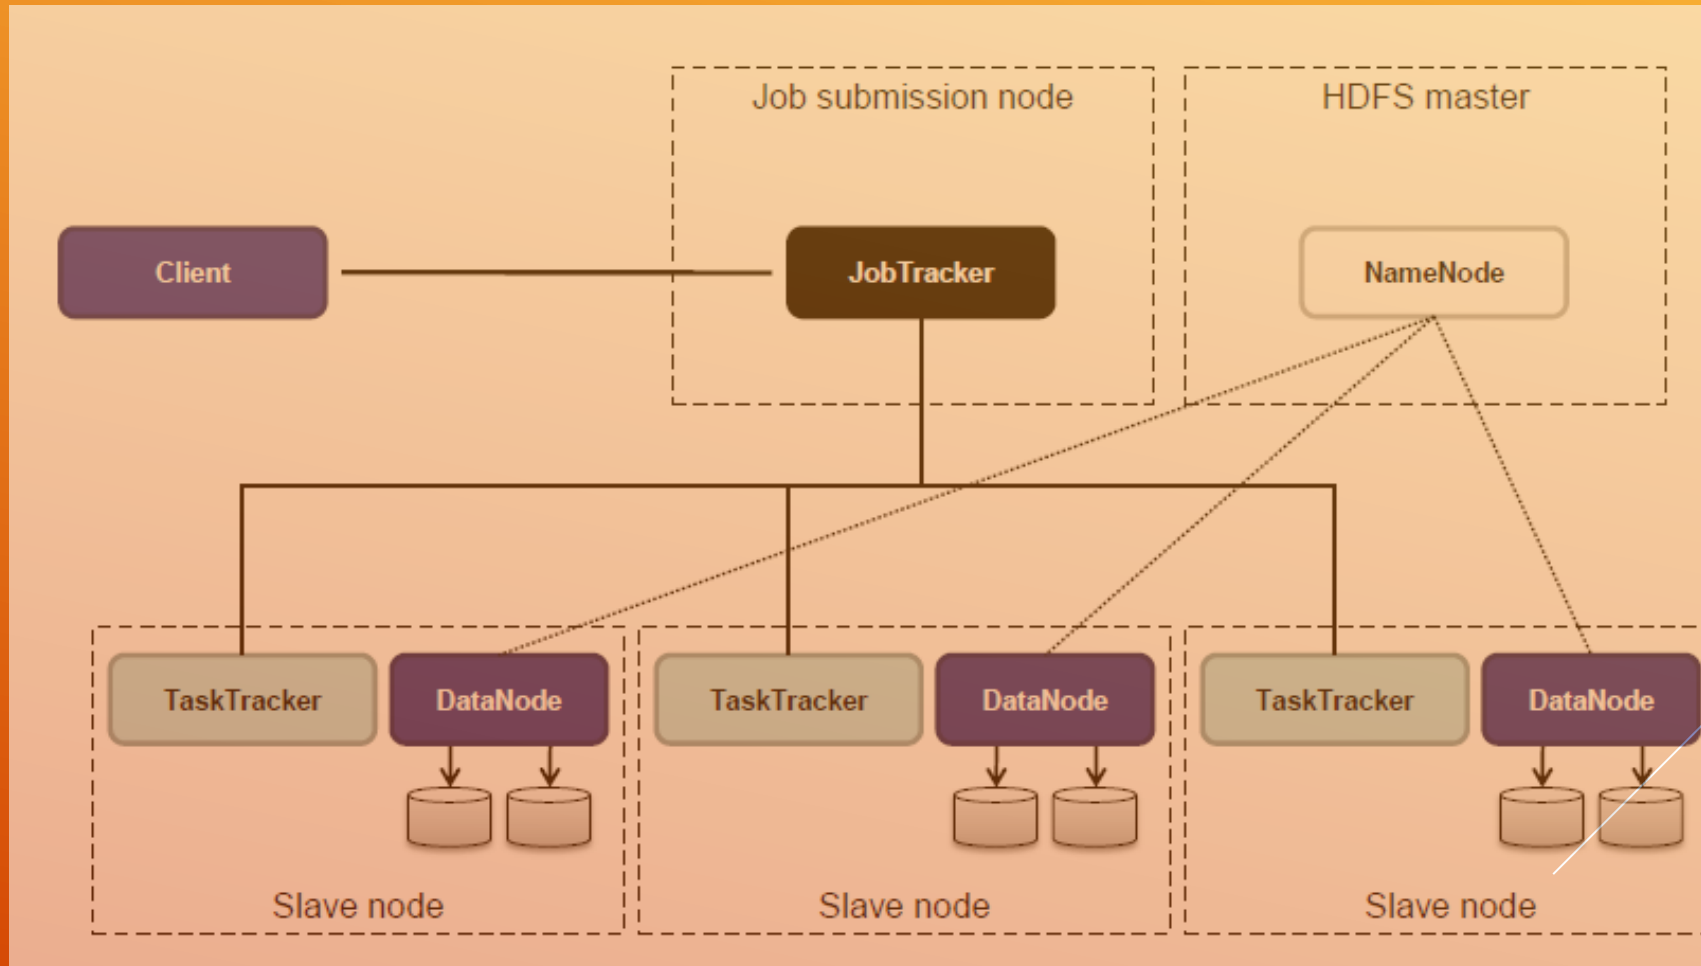 Job submission node
HDFS master
Client
JobTracker
NameNode
TaskTracker
DataNode
TaskTracker
DataNode
TaskTracker
DataNode
Slave node
Slave node
Slave node